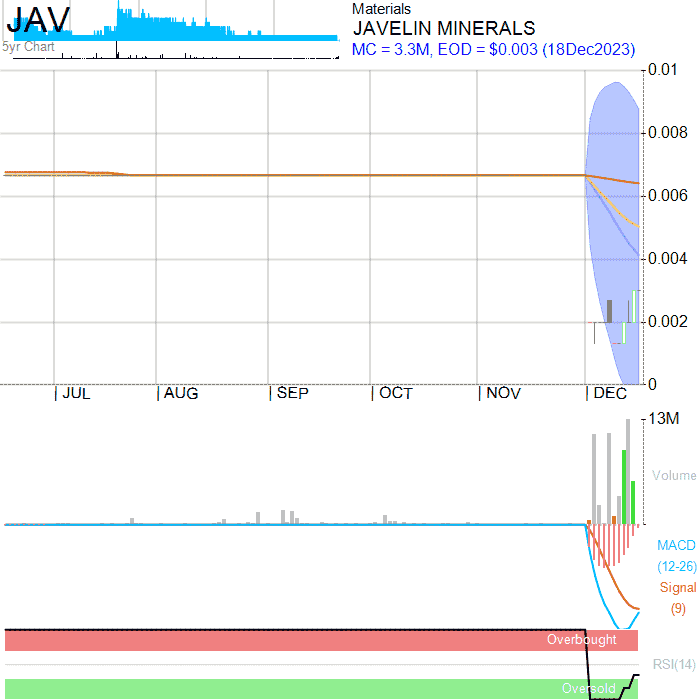 JAV
5yr Chart
Materials
JAVELIN MINERALS
MC = 3.3M, EOD = $0.003 (18Dec2023)
0.01
0.008
0.006
0.004
0.002
0
JUL AUG SEP OCT NOV DEC
13M
Volume
MACD
(12-26)
Signal
(9)
Overbought
RSI(14)
Oversold